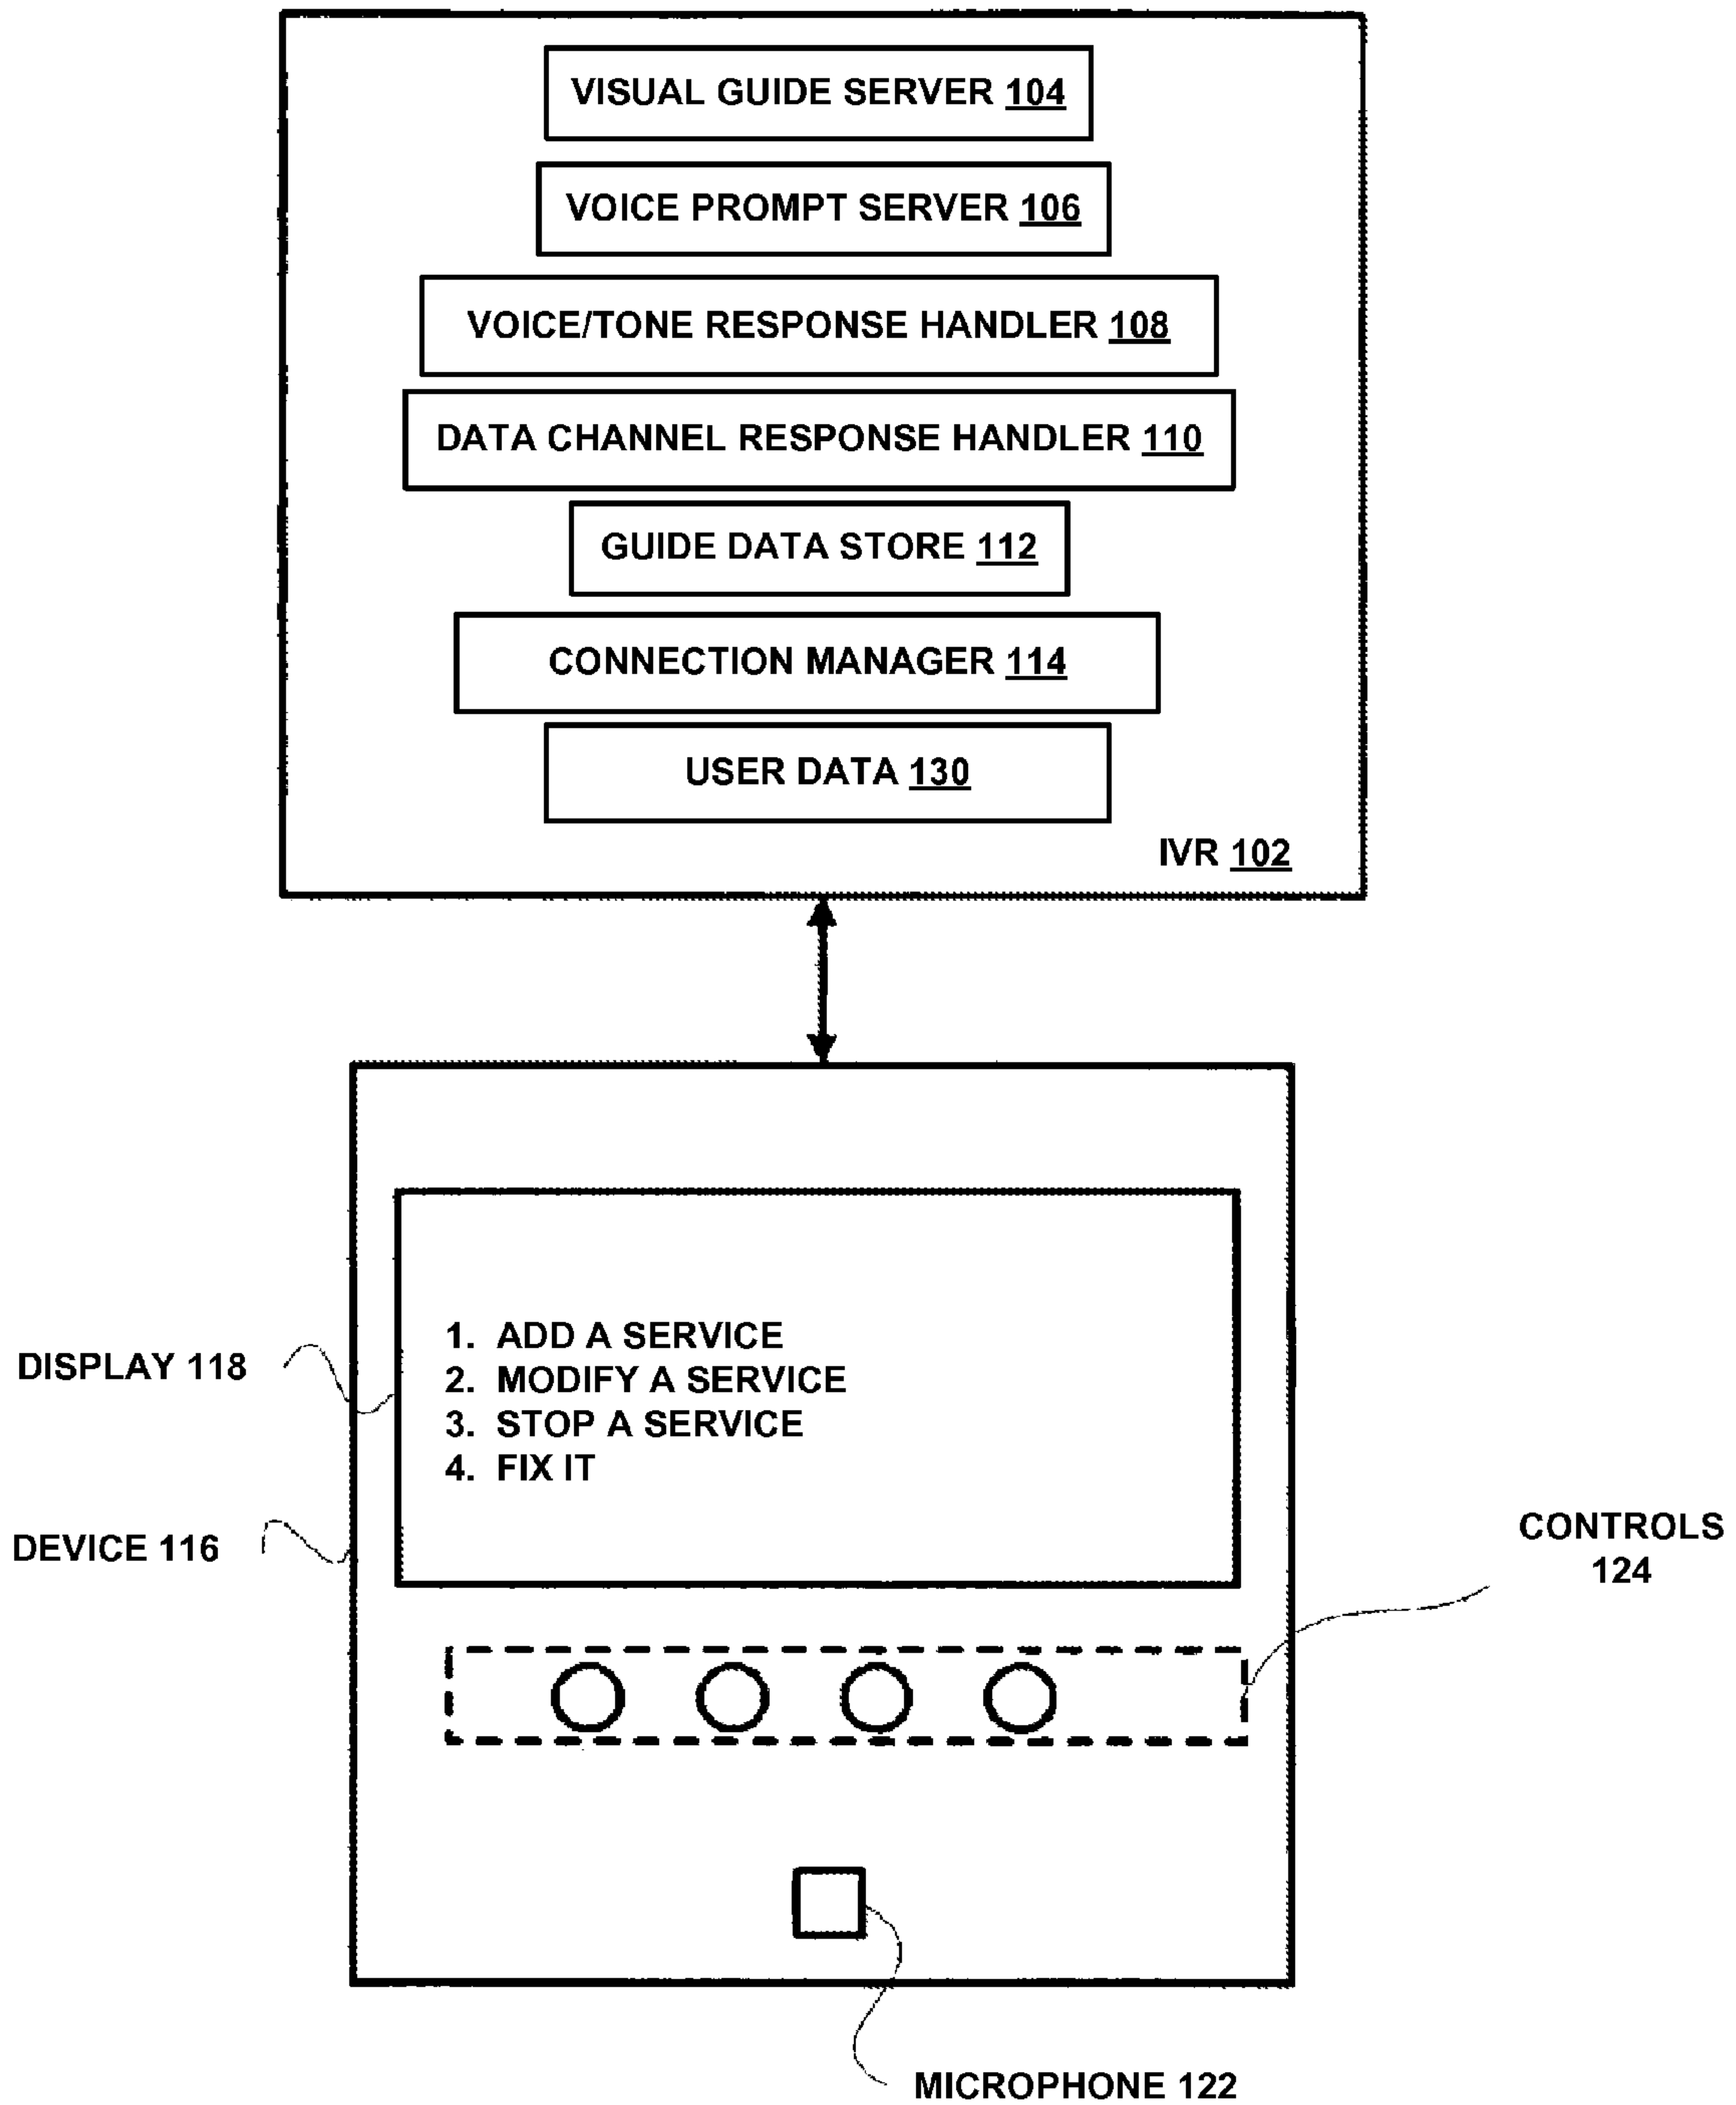 VISUAL GUIDE SERVER 104
VOICE PROMPT SERVER 106
VOICE/TONE RESPONSE HANDLER 108
DATA CHANNEL RESPONSE HANDLER 110
GUIDE DATA STORE 112
CONNECTION MANAGER 114
USER DATA 130
IVR 102
1. ADD A SERVICE
2. MODIFY A SERVICE
3. STOP A SERVICE
4. FIX IT
DISPLAY 118
DEVICE 116
CONTROLS
124
MICROPHONE 122